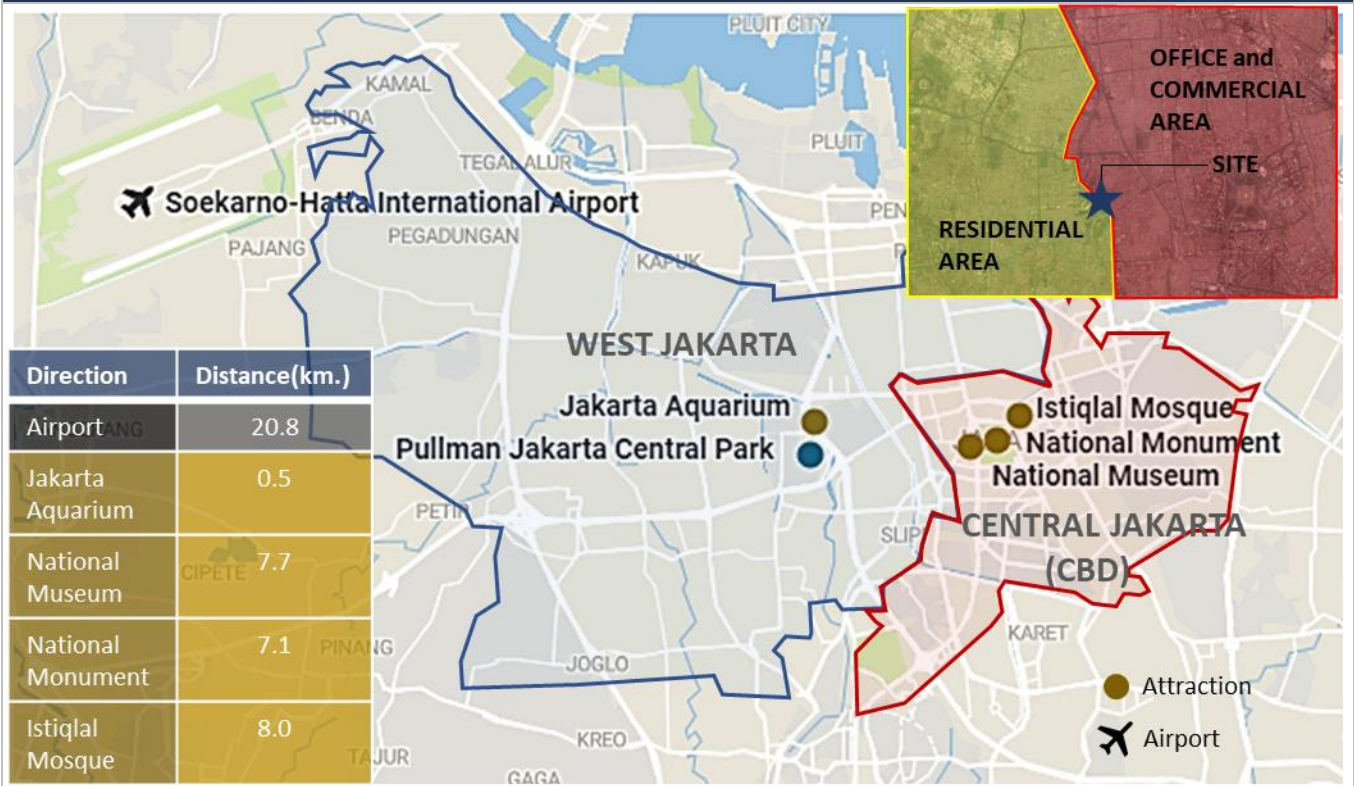 PLUIT CITY
KAMAL
BENDA
TEGAL ALUR
PLUIT
Soekarno-Hatta International Airport
PAJANG
PEGADUNGAN
KAPUK
PEN
OFFICE and
COMMERCIAL
AREA
SITE
RESIDENTIAL
AREA
WEST JAKARTA
Jakarta Aquarium
Pullman Jakarta Central Park
Istiqlal Mosque
National Monument
National Museum
PETIR
SLIP
CENTRAL JAKARTA
(CBD)
CIPETE
PINANG
JOGLO
KARET
KREO
TAJUR
GAGA
Direction Distance(km.)
Airport 20.8
Jakarta
Aquarium 0.5
National
Museum 7.7
National
Monument 7.1
Istiqlal
Mosque 8.0
Attraction
Airport